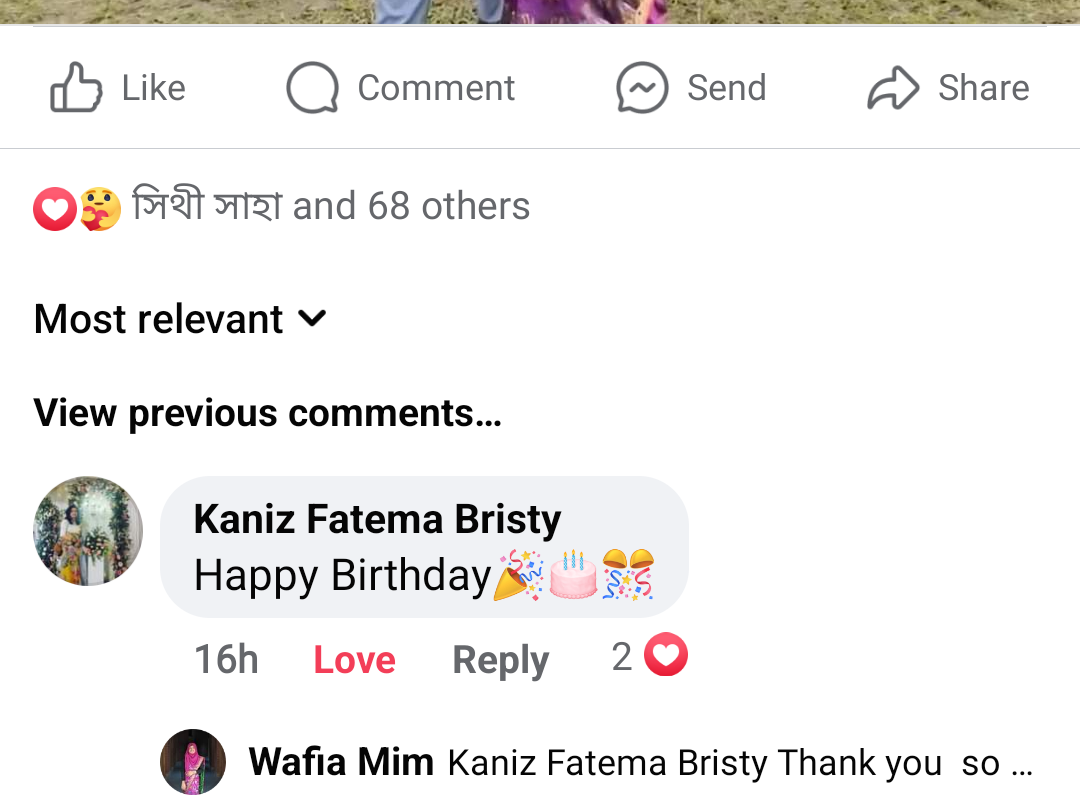 Like Comment Send Share
সিথী সাহা and 68 others
Most relevant
View previous comments...
Kaniz Fatema Bristy
Happy Birthday🎉🎂🎊
16h Love Reply 2
Wafia Mim Kaniz Fatema Bristy Thank you so ...